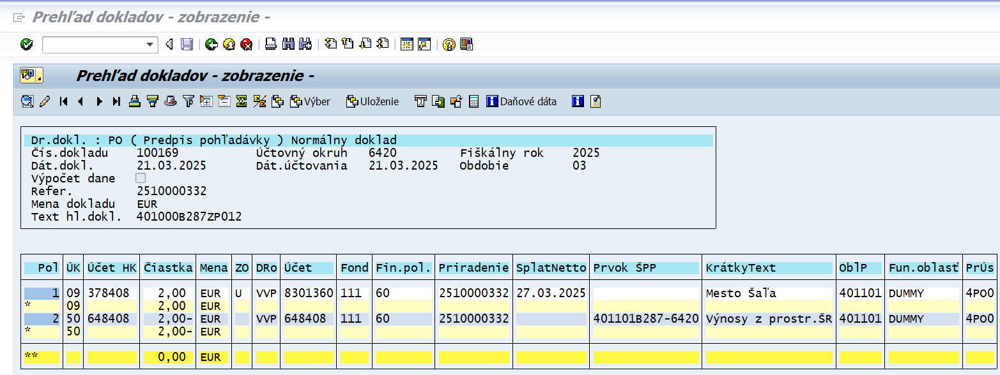 Prehľad dokladov - zobrazenie -
Prehľad dokladov - zobrazenie -
Výber Uloženie Daňové dáta
Dr.dokl. : PO ( Predpis pohľadávky ) Normálny doklad
Čís.dokladu 100169 Účtovný okruh 6420 Fiškálny rok 2025
Dát.dokl. 21.03.2025 Dát.účtovania 21.03.2025 Obdobie 03
Výpočet dane
Refer. 2510000332
Mena dokladu EUR
Text hl.dokl. 401000B287ZP012
Pol ÚK Účet HK Čiastka Mena ZO DRo Účet Fond Fin.pol. Priradenie SplatNetto Prvok ŠPP KrátkyText OblP Fun.oblasť PrÚs
1 09 378408 2,00 EUR U VVP 8301360 111 60 2510000332 27.03.2025 Mesto Šaľa 401101 DUMMY 4PO0
* 09 2,00 EUR
2 50 648408 2,00- EUR VVP 648408 111 60 2510000332 401101B287-6420 Výnosy z prostr.ŠR 401101 DUMMY 4PO0
* 50 2,00- EUR
** 0,00 EUR